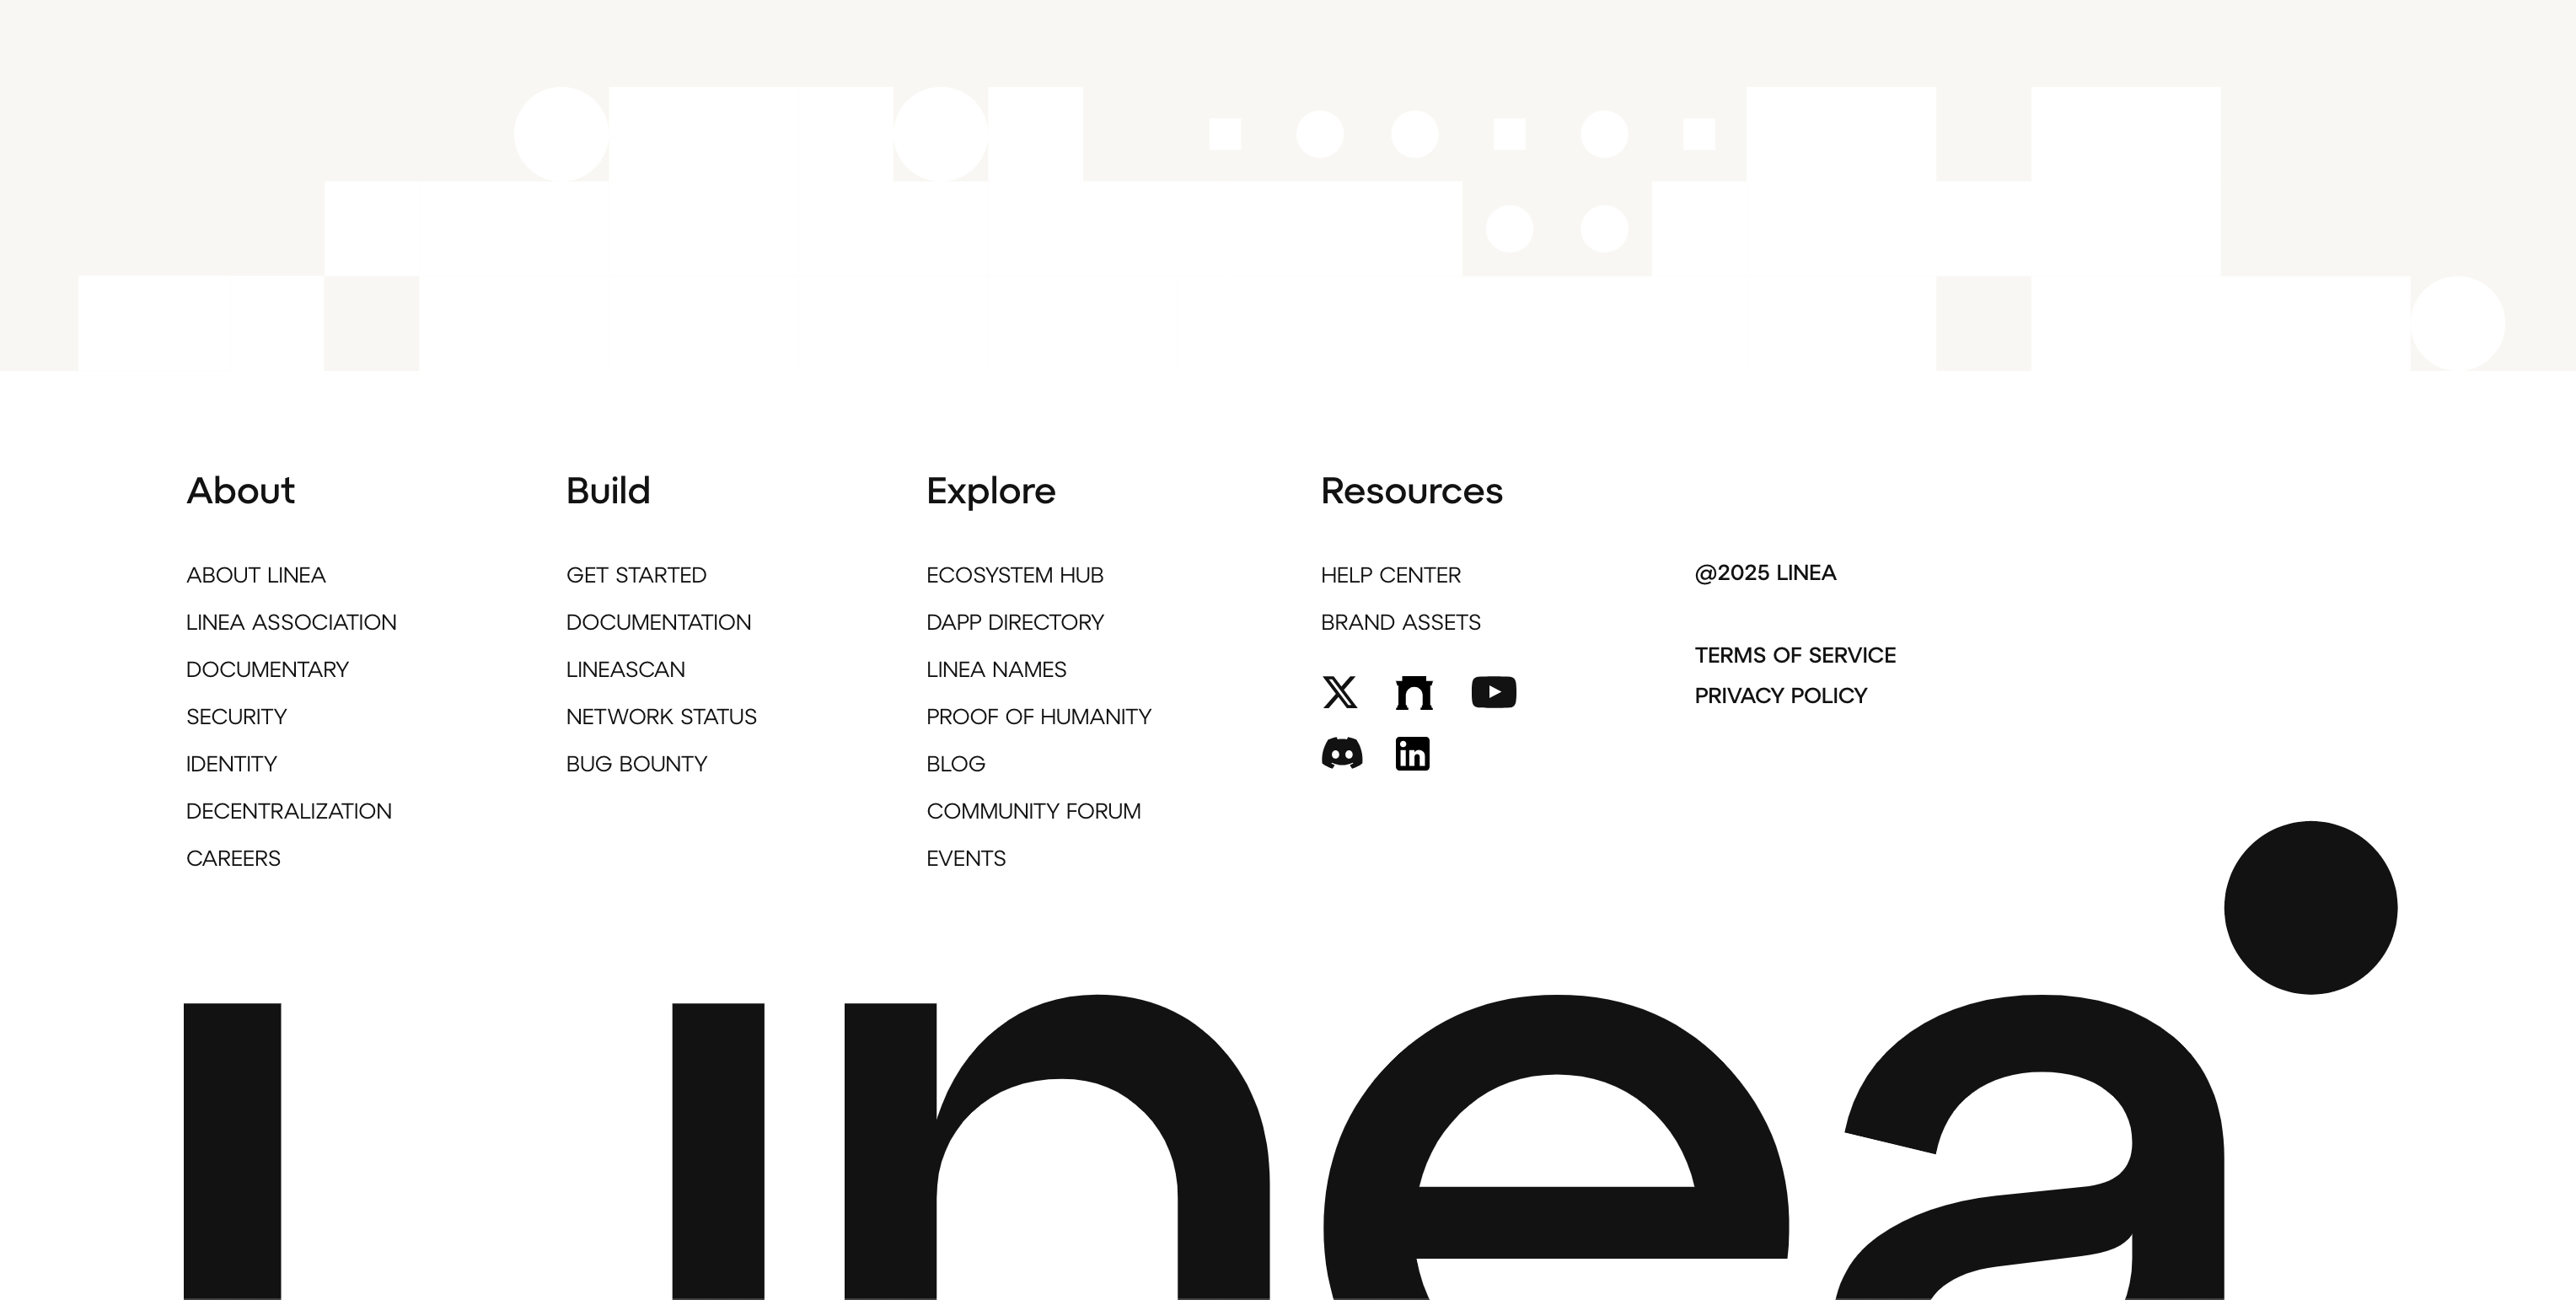 About
ABOUT LINEA
LINEA ASSOCIATION
DOCUMENTARY
SECURITY
IDENTITY
DECENTRALIZATION
CAREERS
Build
GET STARTED
DOCUMENTATION
LINEASCAN
NETWORK STATUS
BUG BOUNTY
Explore
ECOSYSTEM HUB
DAPP DIRECTORY
LINEA NAMES
PROOF OF HUMANITY
BLOG
COMMUNITY FORUM
EVENTS
Resources
HELP CENTER
BRAND ASSETS
@2025 LINEA
TERMS OF SERVICE
PRIVACY POLICY
Linea